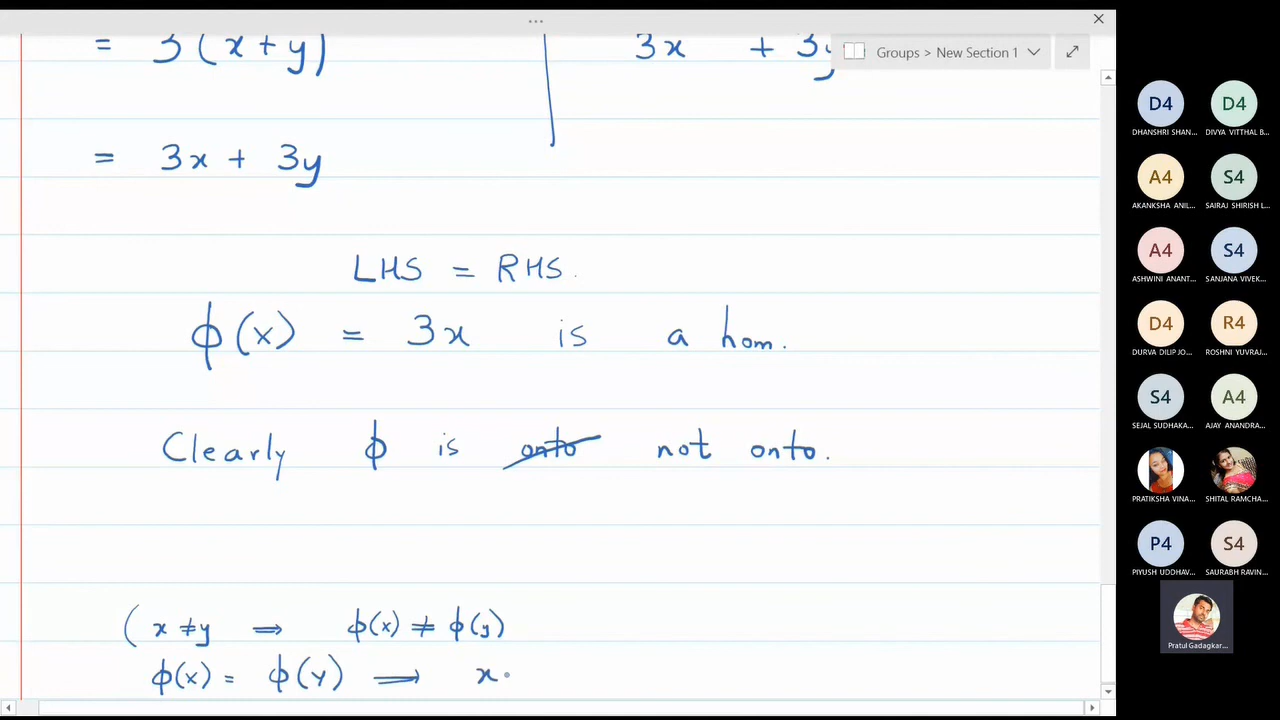 = 3(x+y) 3x + 3y
Groups > New Section 1
= 3x + 3y
LHS = RHS.
ϕ(x) = 3x is a hom.
Clearly ϕ is onto not onto.
(x≠y ⟹ ϕ(x) ≠ ϕ(y)
ϕ(x) = ϕ(y) ⟹ x
D4 D4
DHANSHRI SHAN... DIVYA VITTHAL B...
A4 S4
AKANKSHA ANIL... SAIRAJ SHIRISH L...
A4 S4
ASHWINI ANANT... SANJANA VIVEK...
D4 R4
DURVA DILIP JO... ROSHNI YUVRAJ...
S4 A4
SEJAL SUDHAKA... AJAY ANANDRA...
PRATIKSHA VINA... SHITAL RAMCHA...
P4 S4
PIYUSH UDDHAV... SAURABH RAVIN...
Pratul Gadagkar...